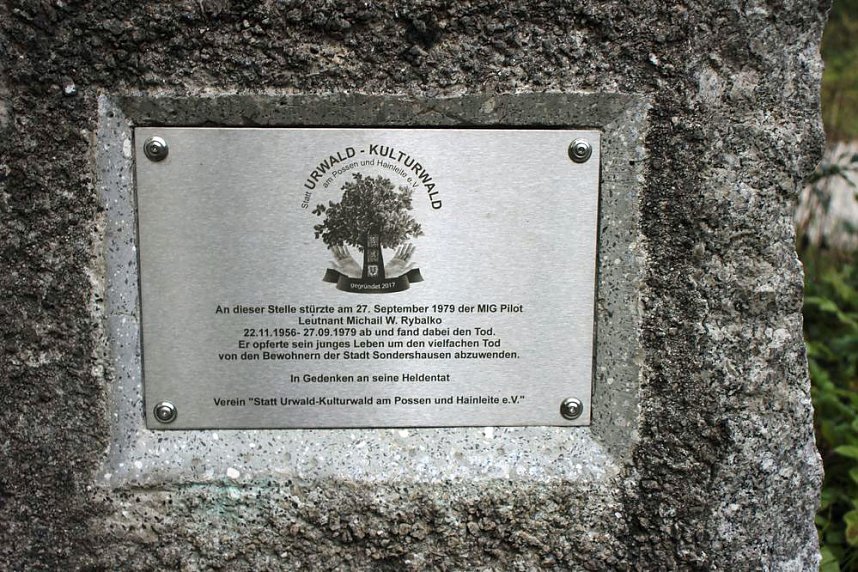 Statt URWALD - KULTURWALD
am Possen und Hainleite e.V.
gegründet 2017
An dieser Stelle stürzte am 27. September 1979 der MIG Pilot
Leutnant Michail W. Rybalko
22.11.1956- 27.09.1979 ab und fand dabei den Tod.
Er opferte sein junges Leben um den vielfachen Tod
von den Bewohnern der Stadt Sondershausen abzuwenden.
In Gedenken an seine Heldentat
Verein "Statt Urwald-Kulturwald am Possen und Hainleite e.V."